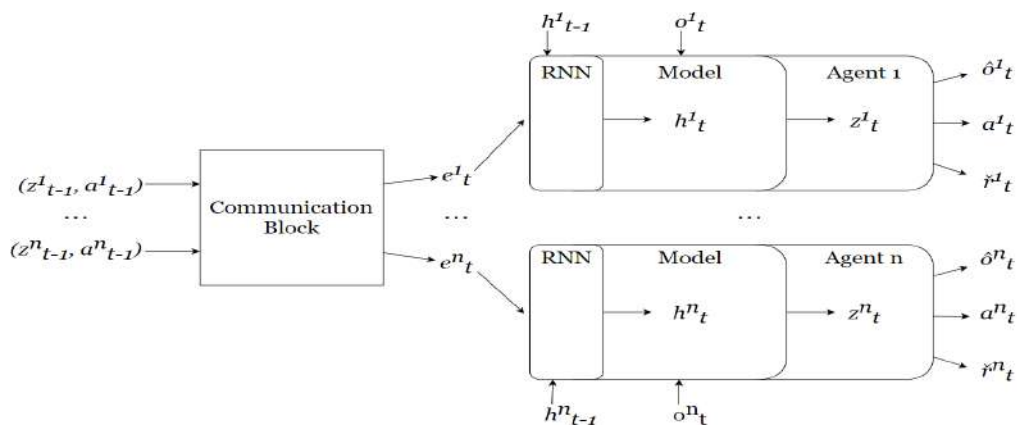 h¹t-1 o¹t
RNN Model Agent 1
ô¹t
h¹t z¹t a¹t
ř¹t
(z¹t-1, a¹t-1)
...
(zⁿt-1, aⁿt-1)
Communication
Block
e¹t
...
eⁿt
...
RNN Model Agent n
ôⁿt
hⁿt zⁿt aⁿt
řⁿt
hⁿt-1 oⁿt